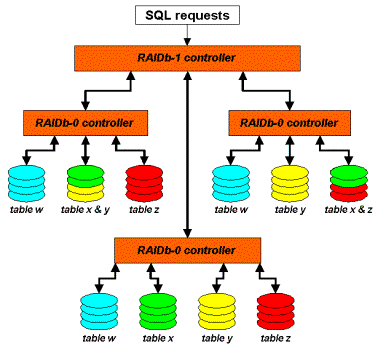 SQL requests
RAIDb-1 controller
RAIDb-0 controller
RAIDb-0 controller
table w
table x & y
table z
table w
table y
table x & z
RAIDb-0 controller
table w
table x
table y
table z